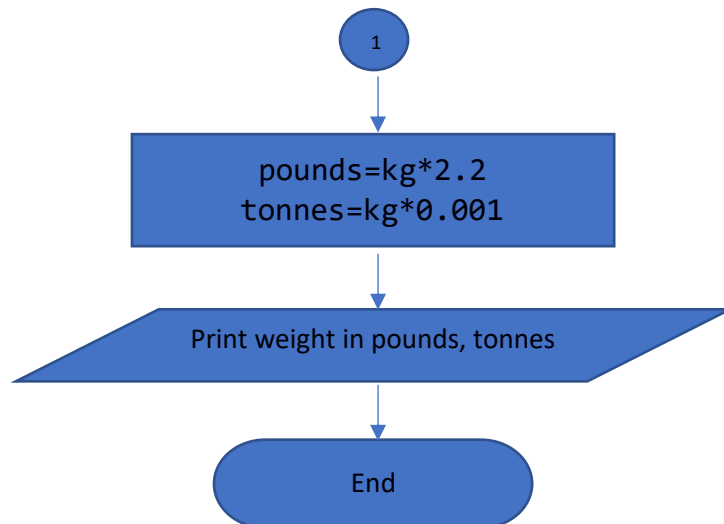 1
pounds=kg*2.2
tonnes=kg*0.001
Print weight in pounds, tonnes
End